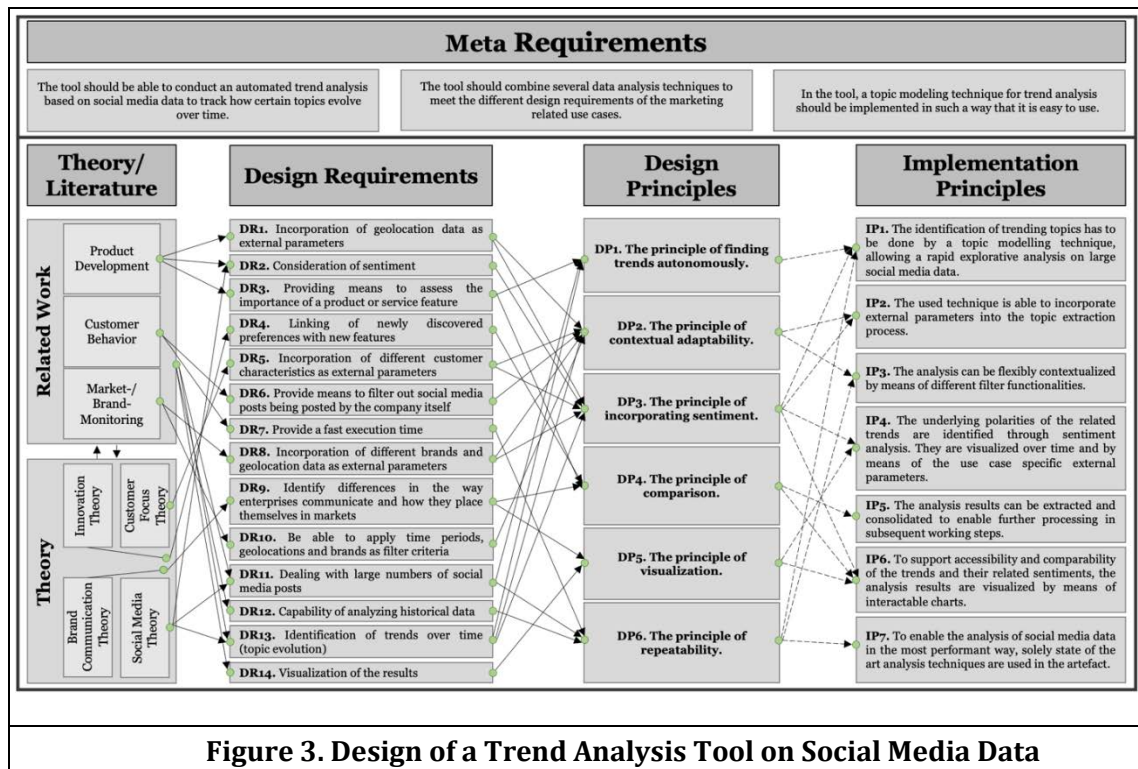 Meta Requirements
The tool should be able to conduct an automated trend analysis
based on social media data to track how certain topics evolve
over time.
The tool should combine several data analysis techniques to
meet the different design requirements of the marketing
related use cases.
In the tool, a topic modeling technique for trend analysis
should be implemented in such a way that it is easy to use.
Theory/
Literature
Related Work
Product
Development
Customer
Behavior
Market-/
Brand-
Monitoring
Theory
Innovation
Theory
Customer
Focus
Theory
Brand
Communication
Theory
Social Media
Theory
Design Requirements
DR1. Incorporation of geolocation data as
external parameters
DR2. Consideration of sentiment
DR3. Providing means to assess the
importance of a product or service feature
DR4. Linking of newly discovered
preferences with new features
DR5. Incorporation of different customer
characteristics as external parameters
DR6. Provide means to filter out social media
posts being posted by the company itself
DR7. Provide a fast execution time
DR8. Incorporation of different brands and
geolocation data as external parameters
DR9. Identify differences in the way
enterprises communicate and how they place
themselves in markets
DR10. Be able to apply time periods,
geolocations and brands as filter criteria
DR11. Dealing with large numbers of social
media posts
DR12. Capability of analyzing historical data
DR13. Identification of trends over time
(topic evolution)
DR14. Visualization of the results
Design
Principles
DP1. The principle of finding
trends autonomously.
DP2. The principle of
contextual adaptability.
DP3. The principle of
incorporating sentiment.
DP4. The principle of
comparison.
DP5. The principle of
visualization.
DP6. The principle of
repeatability.
Implementation
Principles
IP1. The identification of trending topics has to
be done by a topic modelling technique,
allowing a rapid explorative analysis on large
social media data.
IP2. The used technique is able to incorporate
external parameters into the topic extraction
process.
IP3. The analysis can be flexibly contextualized
by means of different filter functionalities.
IP4. The underlying polarities of the related
trends are identified through sentiment
analysis. They are visualized over time and by
means of the use case specific external
parameters.
IP5. The analysis results can be extracted and
consolidated to enable further processing in
subsequent working steps.
IP6. To support accessibility and comparability
of the trends and their related sentiments, the
analysis results are visualized by means of
interactable charts.
IP7. To enable the analysis of social media data
in the most performant way, solely state of the
art analysis techniques are used in the artefact.
Figure 3. Design of a Trend Analysis Tool on Social Media Data